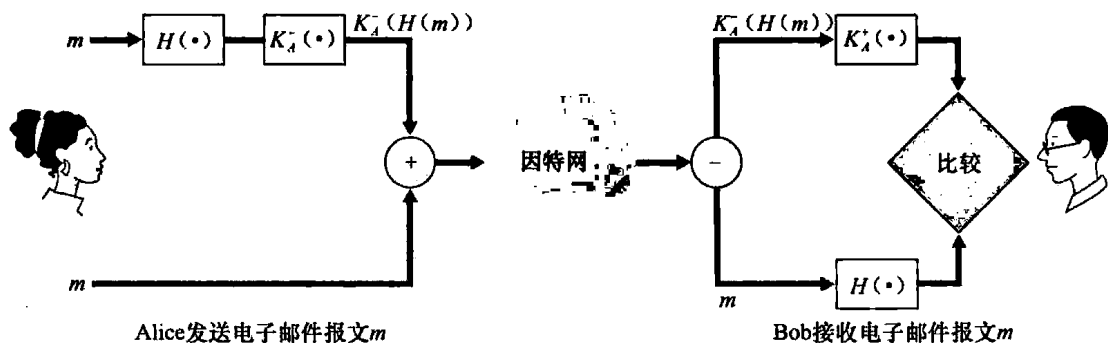 m
H(•)
K_A^-(•)
K_A^-(H(m))
+
m
Alice发送电子邮件报文m
因特网
−
K_A^-(H(m))
K_A^+(•)
比较
m
H(•)
Bob接收电子邮件报文m